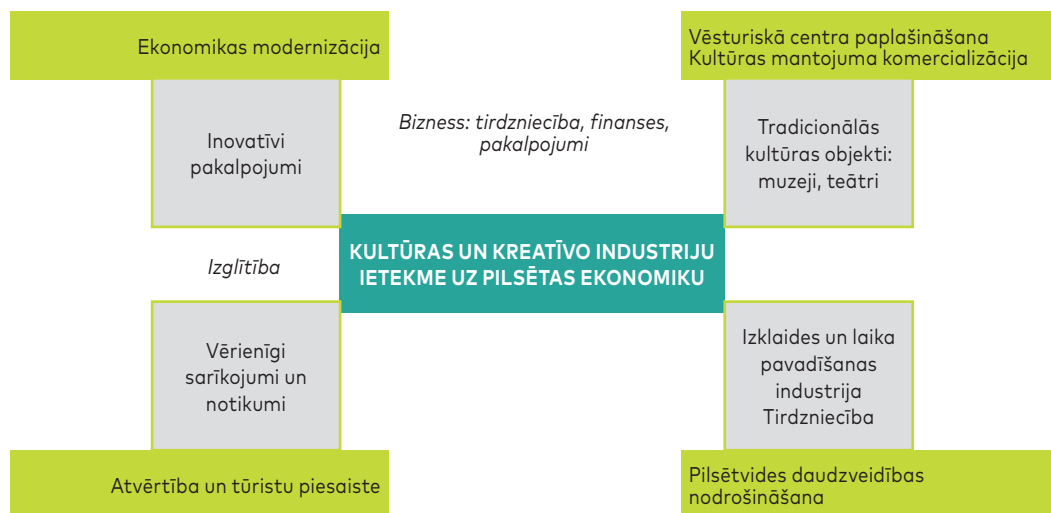 Ekonomikas modernizācija
Vēsturiskā centra paplašināšana
Kultūras mantojuma komercializācija
Inovatīvi
pakalpojumi
Bizness: tirdzniecība, finanses,
pakalpojumi
Tradicionālās
kultūras objekti:
muzeji, teātri
Izglītība
KULTŪRAS UN KREATĪVO INDUSTRIJU
IETEKME UZ PILSĒTAS EKONOMIKU
Vērienīgi
sarīkojumi un
notikumi
Izklaides un laika
pavadīšanas
industrija
Tirdzniecība
Atvērtība un tūristu piesaiste
Pilsētvides daudzveidības
nodrošināšana